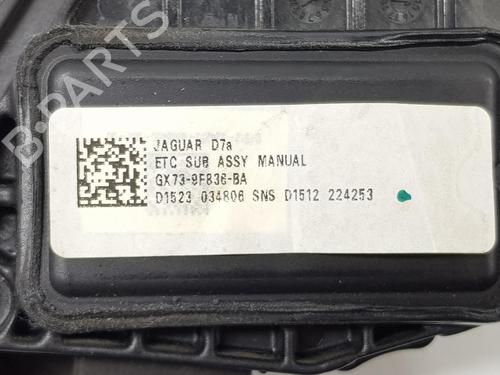 JAGUAR D7a
ETC SUB ASSY MANUAL
GX73-9F836-BA
D1523 034806 SNS D1512 224253
B-PARTS